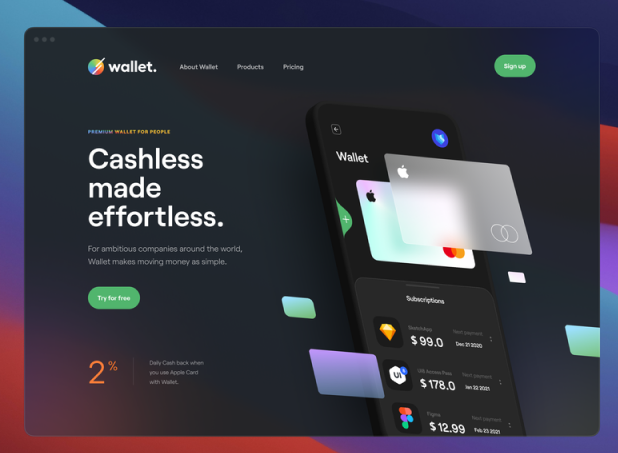 wallet.
About Wallet
Products
Pricing
Sign up
PREMIUM WALLET FOR PEOPLE
Cashless
made
effortless.
For ambitious companies around the world,
Wallet makes moving money as simple.
Try for free
2%
Daily Cash back when
you use Apple Card
with Wallet.
Wallet
Subscriptions
SketchApp
$99.0
Next payment
Dec 21 2020
UI8 Access Pass
$178.0
Next payment
Jan 22 2021
Figma
$12.99
Next payment
Feb 23 2021